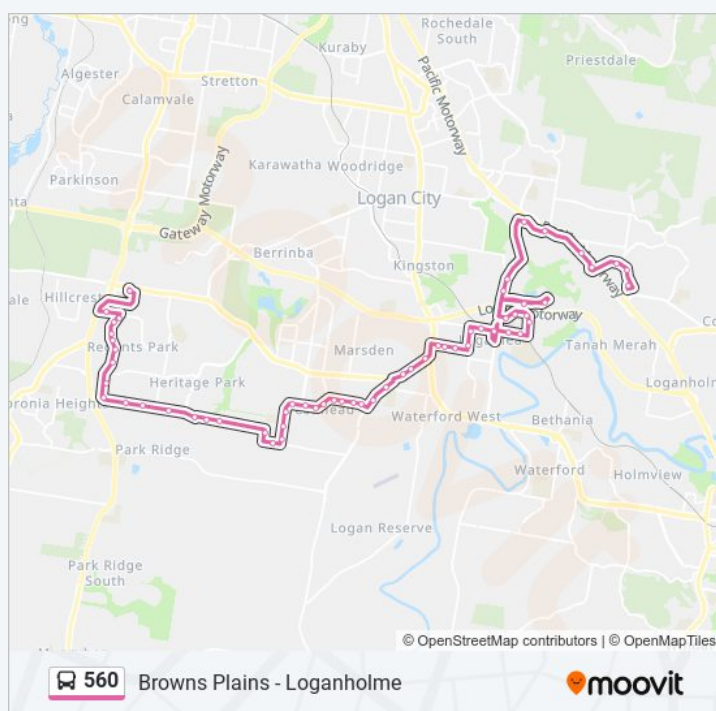 Rochedale
South
Kuraby
Priestdale
Algester
Stretton
Calamvale
Pacific Motorway
Karawatha
Woodridge
Parkinson
Logan City
Gateway Motorway
Berrinba
Kingston
Hillcrest
Motorway
Regents Park
Marsden
Tanah Merah
Heritage Park
Loganholm
Waterford West
Bethania
Park Ridge
Waterford
Holmview
Logan Reserve
Park Ridge
South
© OpenStreetMap contributors | © OpenMapTiles
560 Browns Plains - Loganholme
moovit